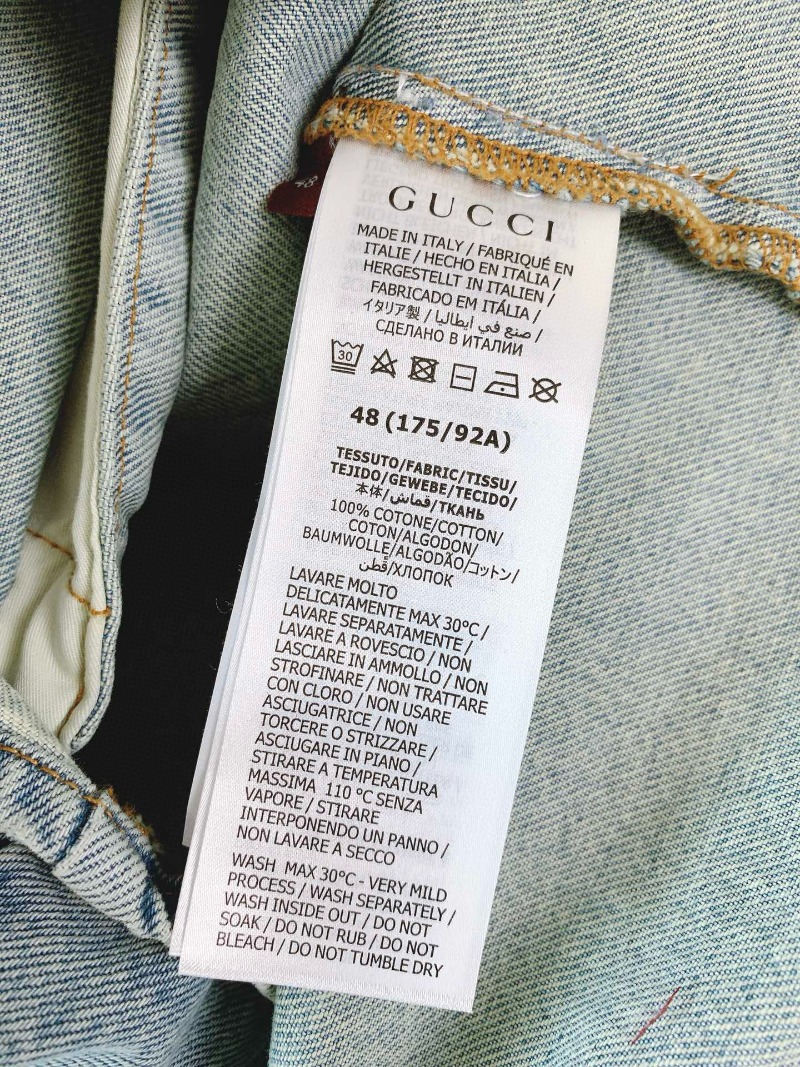 48
GUCCI
MADE IN ITALY / FABRIQUÉ EN
ITALIE / HECHO EN ITALIA /
HERGESTELLT IN ITALIEN /
FABRICADO EM ITÁLIA /
イタリア製 / صنع في ايطاليا /
СДЕЛАНО В ИТАЛИИ
30
48 (175/92A)
TESSUTO/FABRIC/TISSU/
TEJIDO/GEWEBE/TECIDO/
本体/قماش/ТКАНЬ
100% COTONE/COTTON/
COTON/ALGODÓN/
BAUMWOLLE/ALGODÃO/コットン/
قطن/ХЛОПОК
LAVARE MOLTO
DELICATAMENTE MAX 30°C /
LAVARE SEPARATAMENTE /
LAVARE A ROVESCIO / NON
LASCIARE IN AMMOLLO / NON
STROFINARE / NON TRATTARE
CON CLORO / NON USARE
ASCIUGATRICE / NON
TORCERE O STRIZZARE /
ASCIUGARE IN PIANO /
STIRARE A TEMPERATURA
MASSIMA 110 °C SENZA
VAPORE / STIRARE
INTERPONENDO UN PANNO /
NON LAVARE A SECCO
WASH MAX 30°C - VERY MILD
PROCESS / WASH SEPARATELY /
WASH INSIDE OUT / DO NOT
SOAK / DO NOT RUB / DO NOT
BLEACH / DO NOT TUMBLE DRY